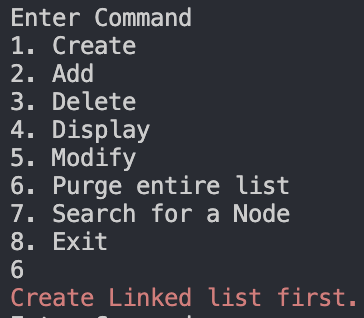 Enter Command
1. Create
2. Add
3. Delete
4. Display
5. Modify
6. Purge entire list
7. Search for a Node
8. Exit
6
Create Linked list first.